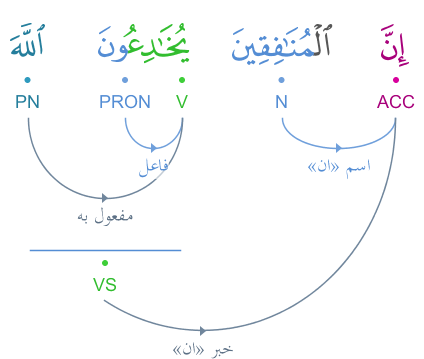 إِنَّ ٱلْمُنَـٰفِقِينَ يُخَـٰدِعُونَ ٱللَّهَ
ACC N V PRON PN
اسم «ان» فاعل
مفعول به
VS
خبر «ان»